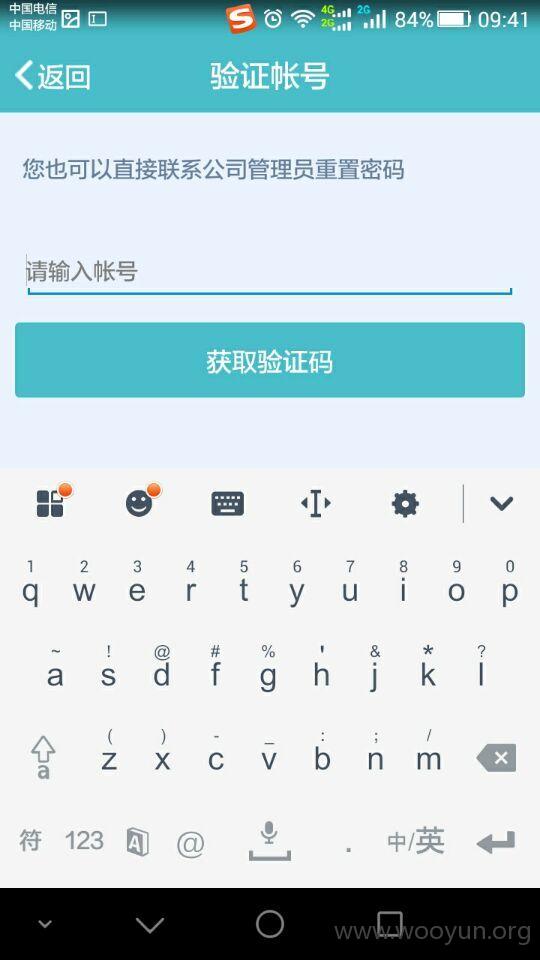 中国电信
中国移动
4G
2G
2G
84%
09:41
返回
验证帐号
您也可以直接联系公司管理员重置密码
请输入帐号
获取验证码
1 2 3 4 5 6 7 8 9 0
q w e r t y u i o p
~ ! @ # % ' & * ?
a s d f g h j k l
( ) - _ : ; /
a z x c v b n m
符 123 A @ . 中/英
www.wooyun.org